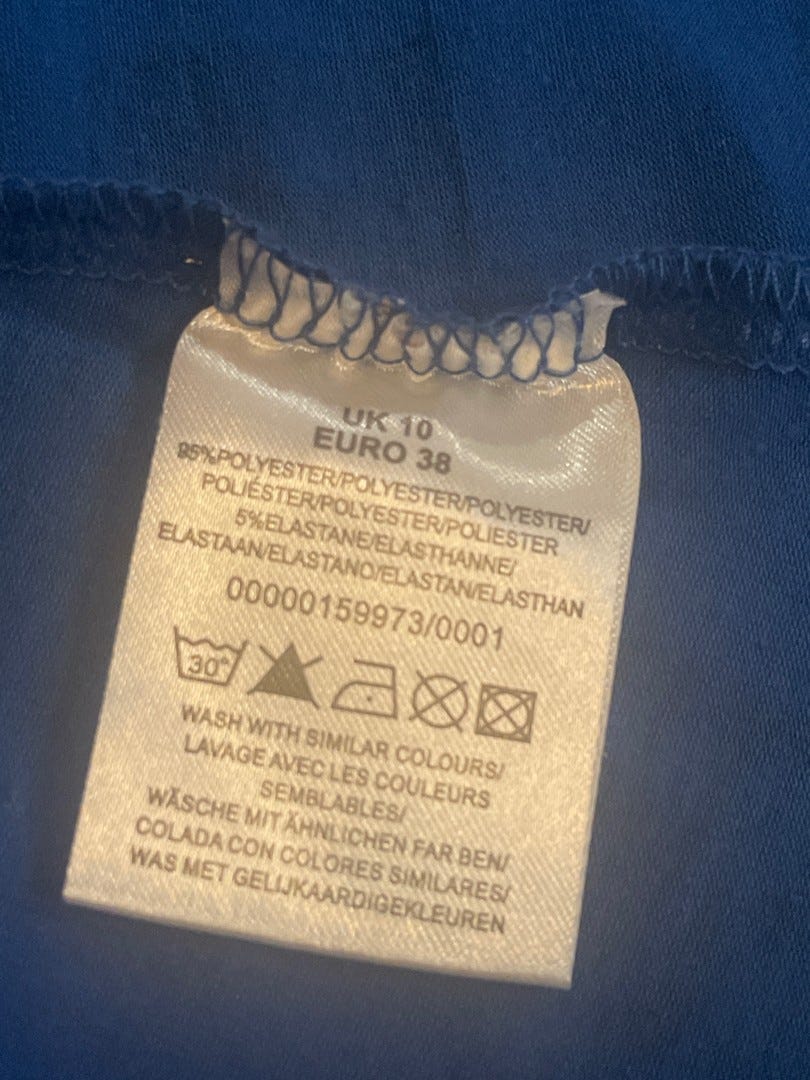 UK 10
EURO 38
95%POLYESTER/POLYESTER/POLYESTER/
POLIÉSTER/POLYESTER/POLIESTER
5%ELASTANE/ELASTHANNE/
ELASTAAN/ELASTANO/ELASTAN/ELASTHAN
00000159973/0001
30°
WASH WITH SIMILAR COLOURS/
LAVAGE AVEC LES COULEURS
SEMBLABLES/
WÄSCHE MIT ÄHNLICHEN FAR BEN/
COLADA CON COLORES SIMILARES/
WAS MET GELIJKAARDIGEKLEUREN